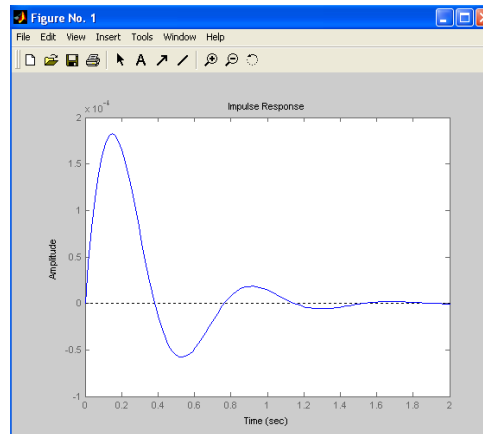 Figure No. 1
File Edit View Insert Tools Window Help
A
Impulse Response
× 10⁻⁴
2
1.5
1
0.5
0
-0.5
-1
Amplitude
0 0.2 0.4 0.6 0.8 1 1.2 1.4 1.6 1.8 2
Time (sec)